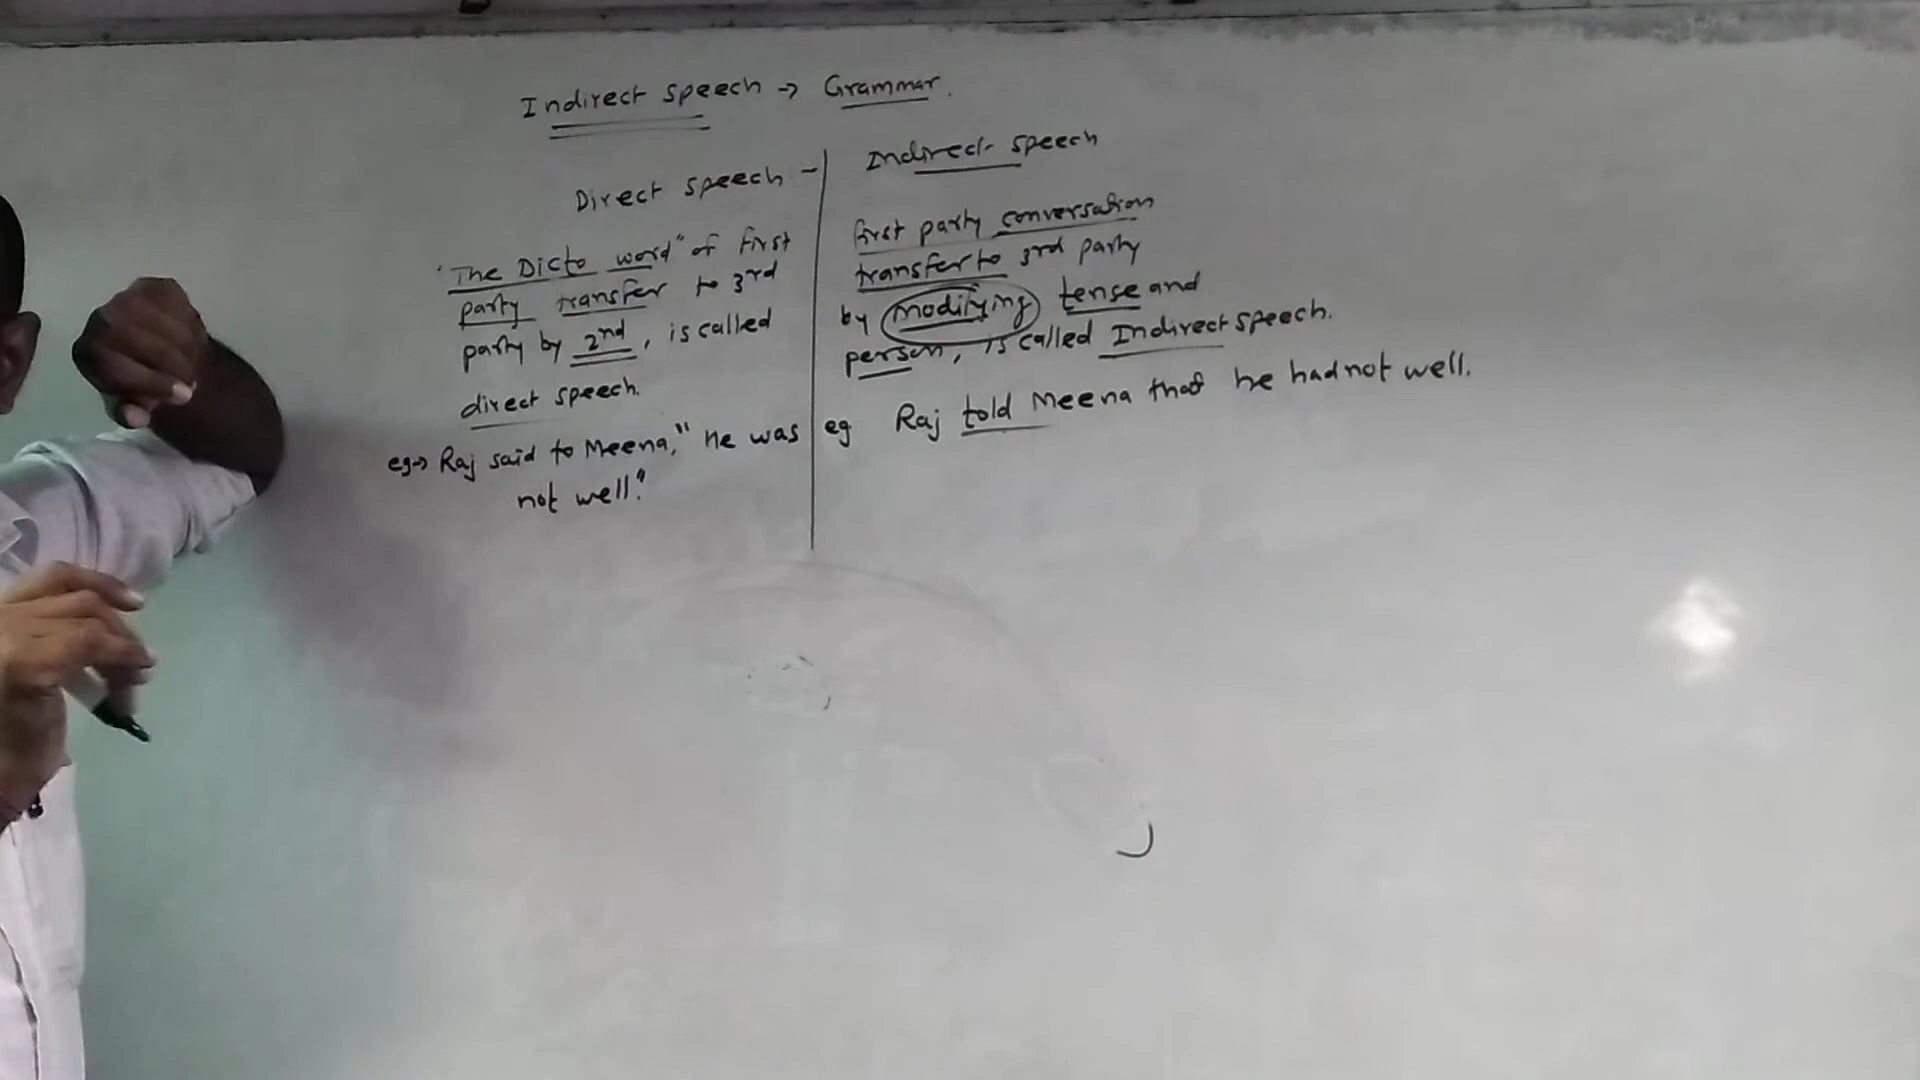 Indirect speech → Grammar.
Direct speech -
"The Dicto word" of first
party transfer to 3rd
party by 2nd, is called
direct speech.
eg→ Raj said to Meena," he was
not well."
Indirect speech
first party conversation
transfer to 3rd party
by modifying tense and
person, is called Indirect speech.
eg Raj told Meena that he had not well.